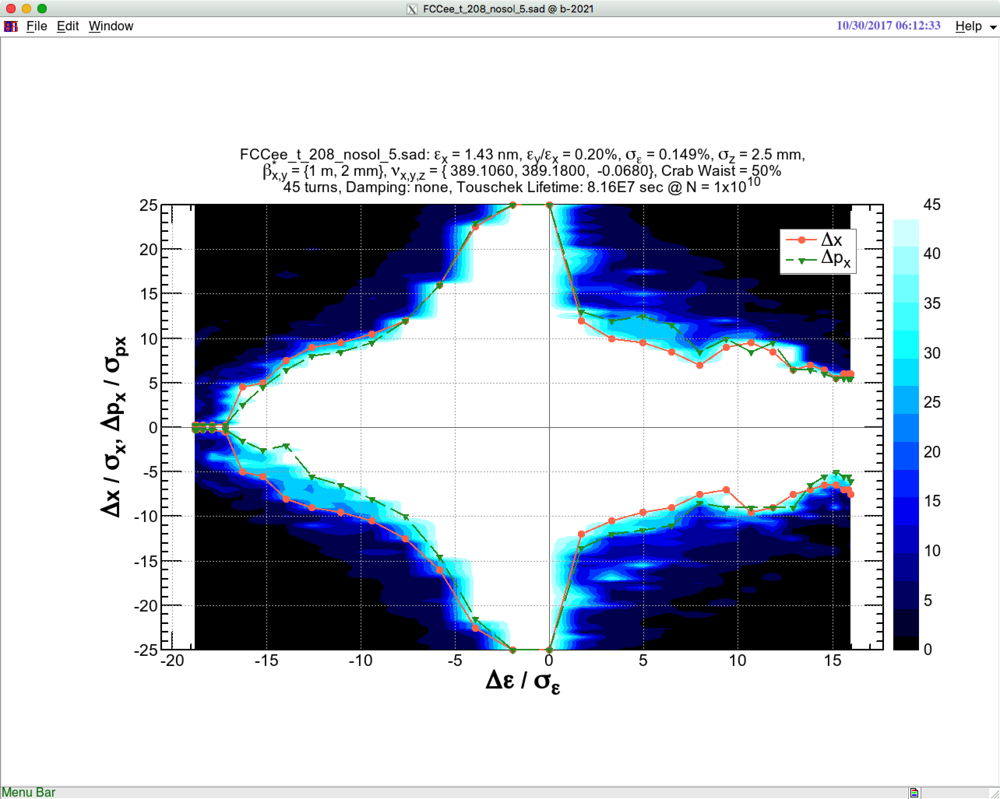 FCCee_t_208_nosol_5.sad @ b-2021
File Edit Window 10/30/2017 06:12:33 Help
FCCee_t_208_nosol_5.sad: εx = 1.43 nm, εy/εx = 0.20%, σε = 0.149%, σz = 2.5 mm,
β*x,y = {1 m, 2 mm}, νx,y,z = { 389.1060, 389.1800, -0.0680}, Crab Waist = 50%
45 turns, Damping: none, Touschek Lifetime: 8.16E7 sec @ N = 1x10^10
Δx / σx, Δpx / σpx
25
20
15
10
5
0
-5
-10
-15
-20
-25
Δx
Δpx
45
40
35
30
25
20
15
10
5
0
-20 -15 -10 -5 0 5 10 15
Δε / σε
Menu Bar